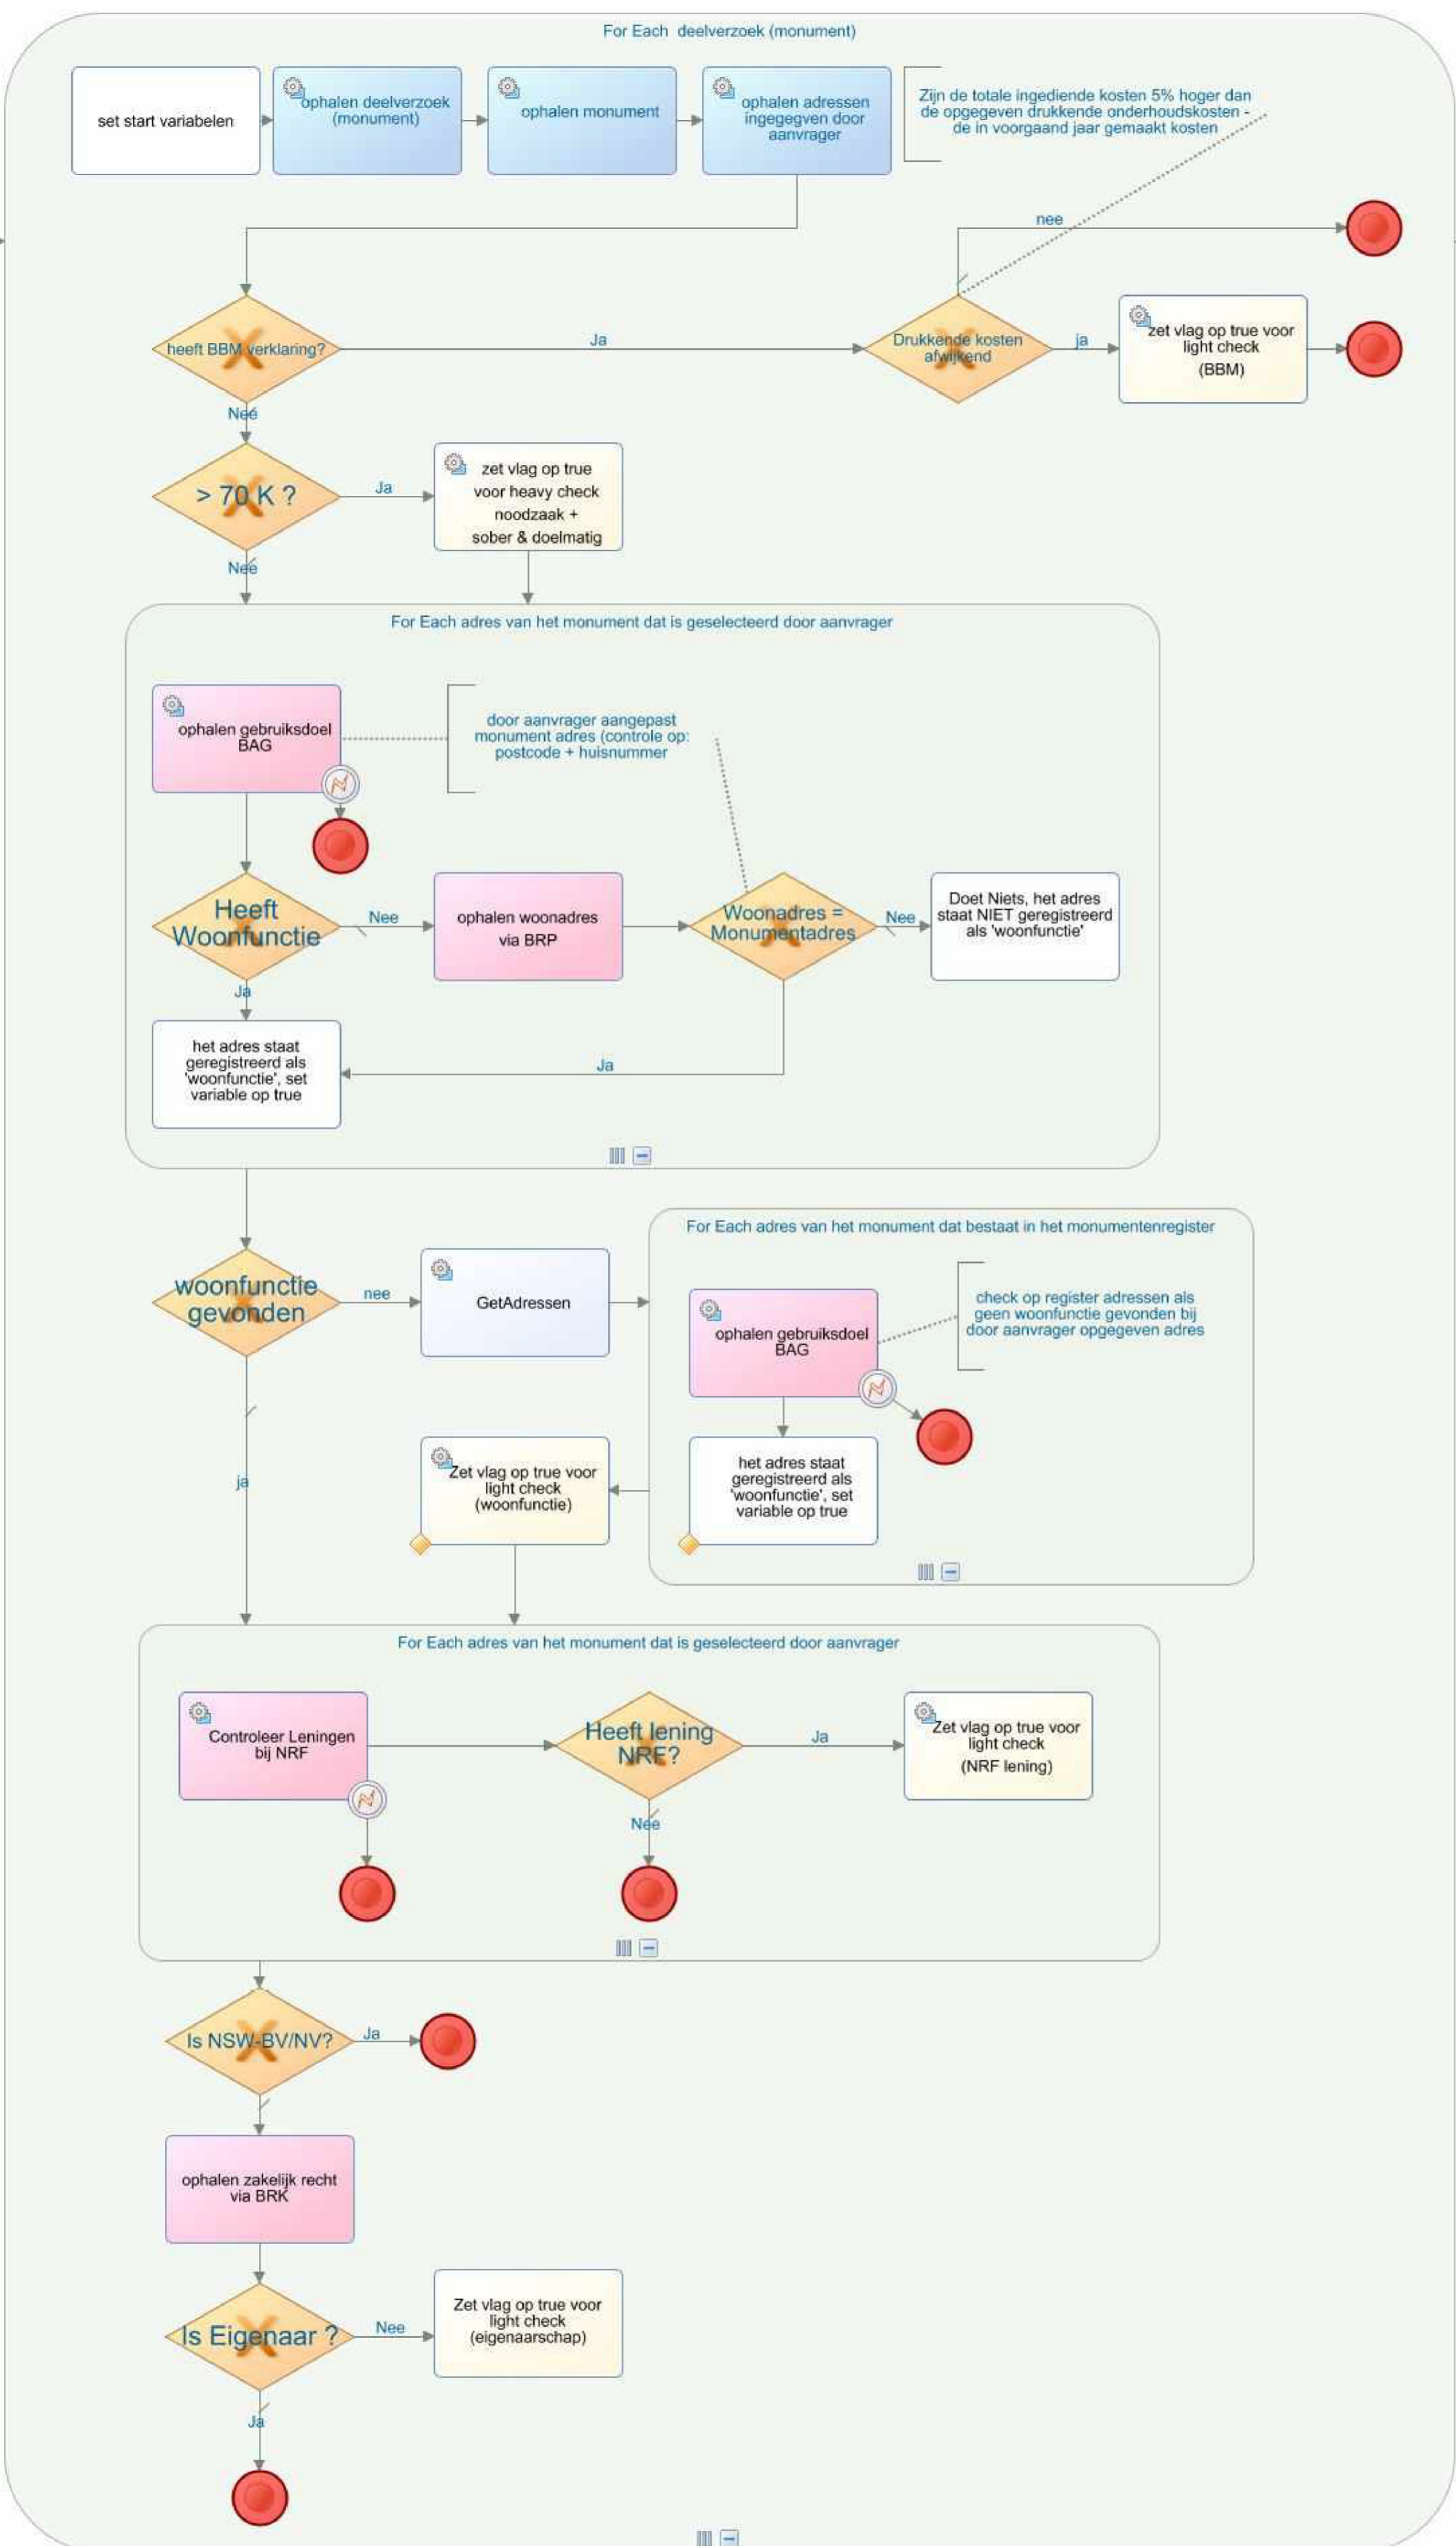 For Each deelverzoek (monument)
set start variabelen
ophalen deelverzoek
(monument)
ophalen monument
ophalen adressen
ingegegven door
aanvrager
Zijn de totale ingediende kosten 5% hoger dan
de opgegeven drukkende onderhoudskosten -
de in voorgaand jaar gemaakt kosten
nee
heeft BBM verklaring?
Ja
Drukkende kosten
afwijkend
ja
zet vlag op true voor
light check
(BBM)
Nee
> 70 K ?
Ja
zet vlag op true
voor heavy check
noodzaak +
sober & doelmatig
Nee
For Each adres van het monument dat is geselecteerd door aanvrager
ophalen gebruiksdoel
BAG
door aanvrager aangepast
monument adres (controle op:
postcode + huisnummer
Heeft
Woonfunctie
Nee
ophalen woonadres
via BRP
Woonadres =
Monumentadres
Nee
Doet Niets, het adres
staat NIET geregistreerd
als 'woonfunctie'
Ja
het adres staat
geregistreerd als
'woonfunctie', set
variable op true
Ja
For Each adres van het monument dat bestaat in het monumentenregister
woonfunctie
gevonden
nee
GetAdressen
ophalen gebruiksdoel
BAG
check op register adressen als
geen woonfunctie gevonden bij
door aanvrager opgegeven adres
ja
Zet vlag op true voor
light check
(woonfunctie)
het adres staat
geregistreerd als
'woonfunctie', set
variable op true
For Each adres van het monument dat is geselecteerd door aanvrager
Controleer Leningen
bij NRF
Heeft lening
NRF?
Ja
Zet vlag op true voor
light check
(NRF lening)
Nee
Is NSW-BV/NV?
Ja
ophalen zakelijk recht
via BRK
Is Eigenaar ?
Nee
Zet vlag op true voor
light check
(eigenaarschap)
Ja